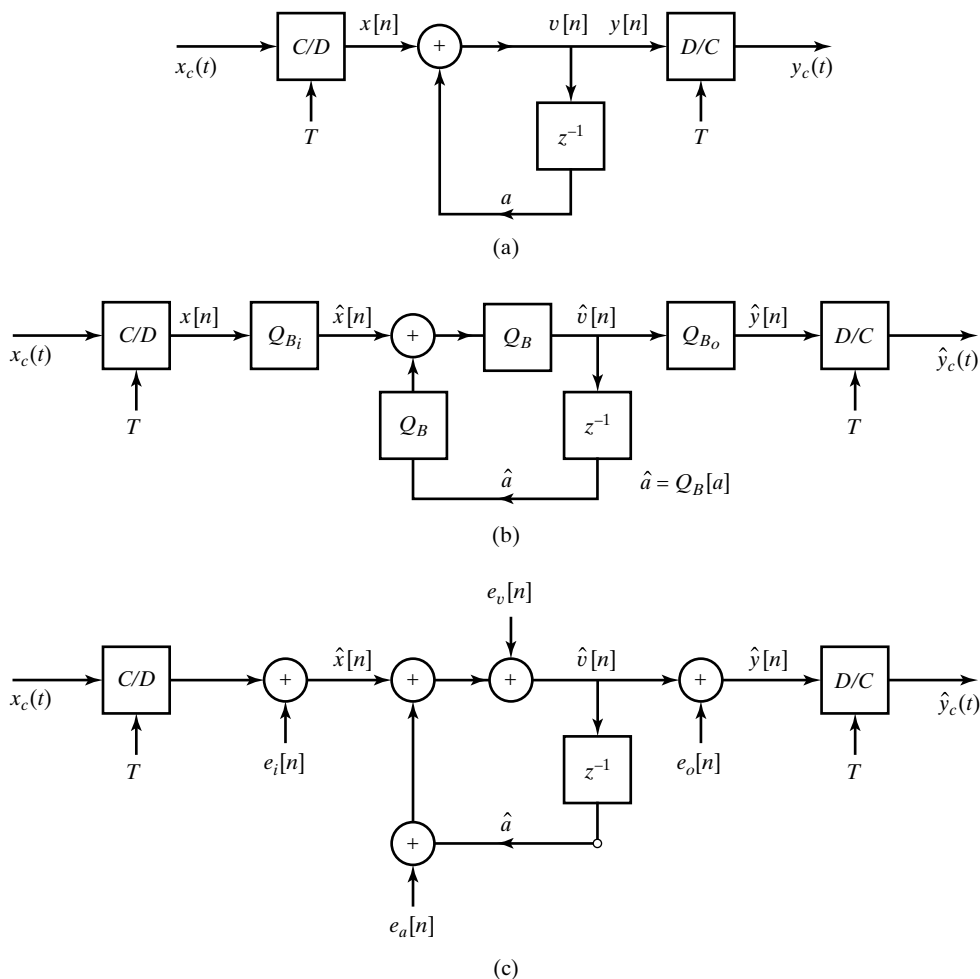 C/D x[n] + v[n] y[n] D/C
x_c(t) y_c(t)
T z⁻¹ T
a
(a)
C/D x[n] Q_{B_i} x̂[n] + Q_B v̂[n] Q_{B_o} ŷ[n] D/C
x_c(t) ŷ_c(t)
T Q_B z⁻¹ T
â â = Q_B[a]
(b)
e_v[n]
C/D + x̂[n] + + v̂[n] + ŷ[n] D/C
x_c(t) ŷ_c(t)
T e_i[n] z⁻¹ e_o[n] T
+ â
e_a[n]
(c)